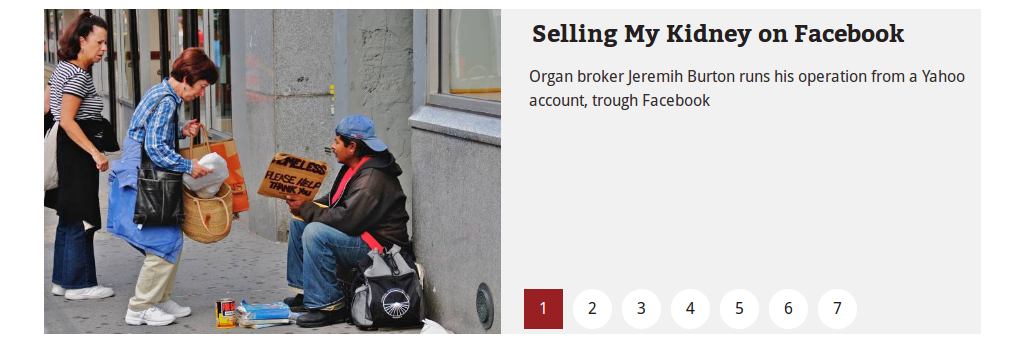 Selling My Kidney on Facebook
Organ broker Jeremih Burton runs his operation from a Yahoo
account, trough Facebook
HOMELESS
PLEASE HELP
THANK YOU
1 2 3 4 5 6 7